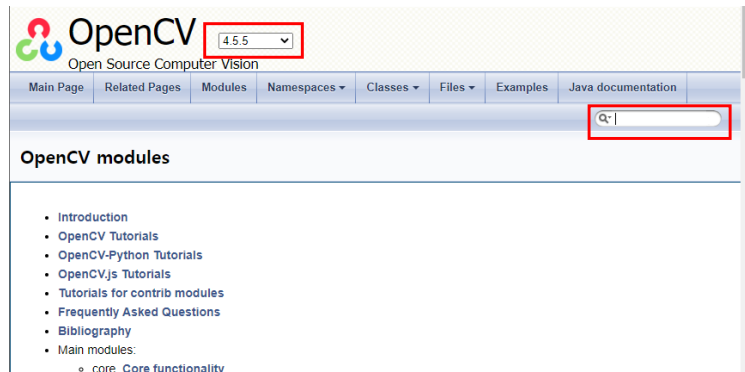 OpenCV 4.5.5
Open Source Computer Vision
Main Page Related Pages Modules Namespaces Classes Files Examples Java documentation
OpenCV modules
Introduction
OpenCV Tutorials
OpenCV-Python Tutorials
OpenCV.js Tutorials
Tutorials for contrib modules
Frequently Asked Questions
Bibliography
Main modules:
core. Core functionality